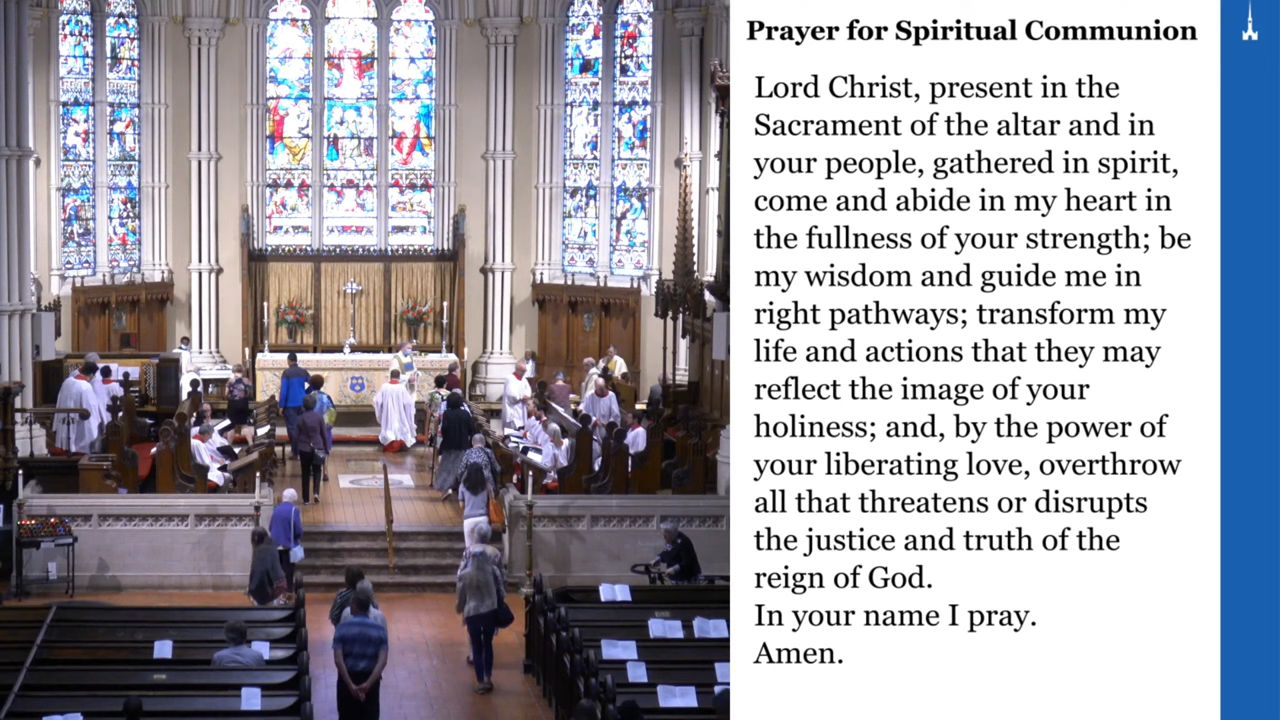 Prayer for Spiritual Communion
Lord Christ, present in the
Sacrament of the altar and in
your people, gathered in spirit,
come and abide in my heart in
the fullness of your strength; be
my wisdom and guide me in
right pathways; transform my
life and actions that they may
reflect the image of your
holiness; and, by the power of
your liberating love, overthrow
all that threatens or disrupts
the justice and truth of the
reign of God.
In your name I pray.
Amen.